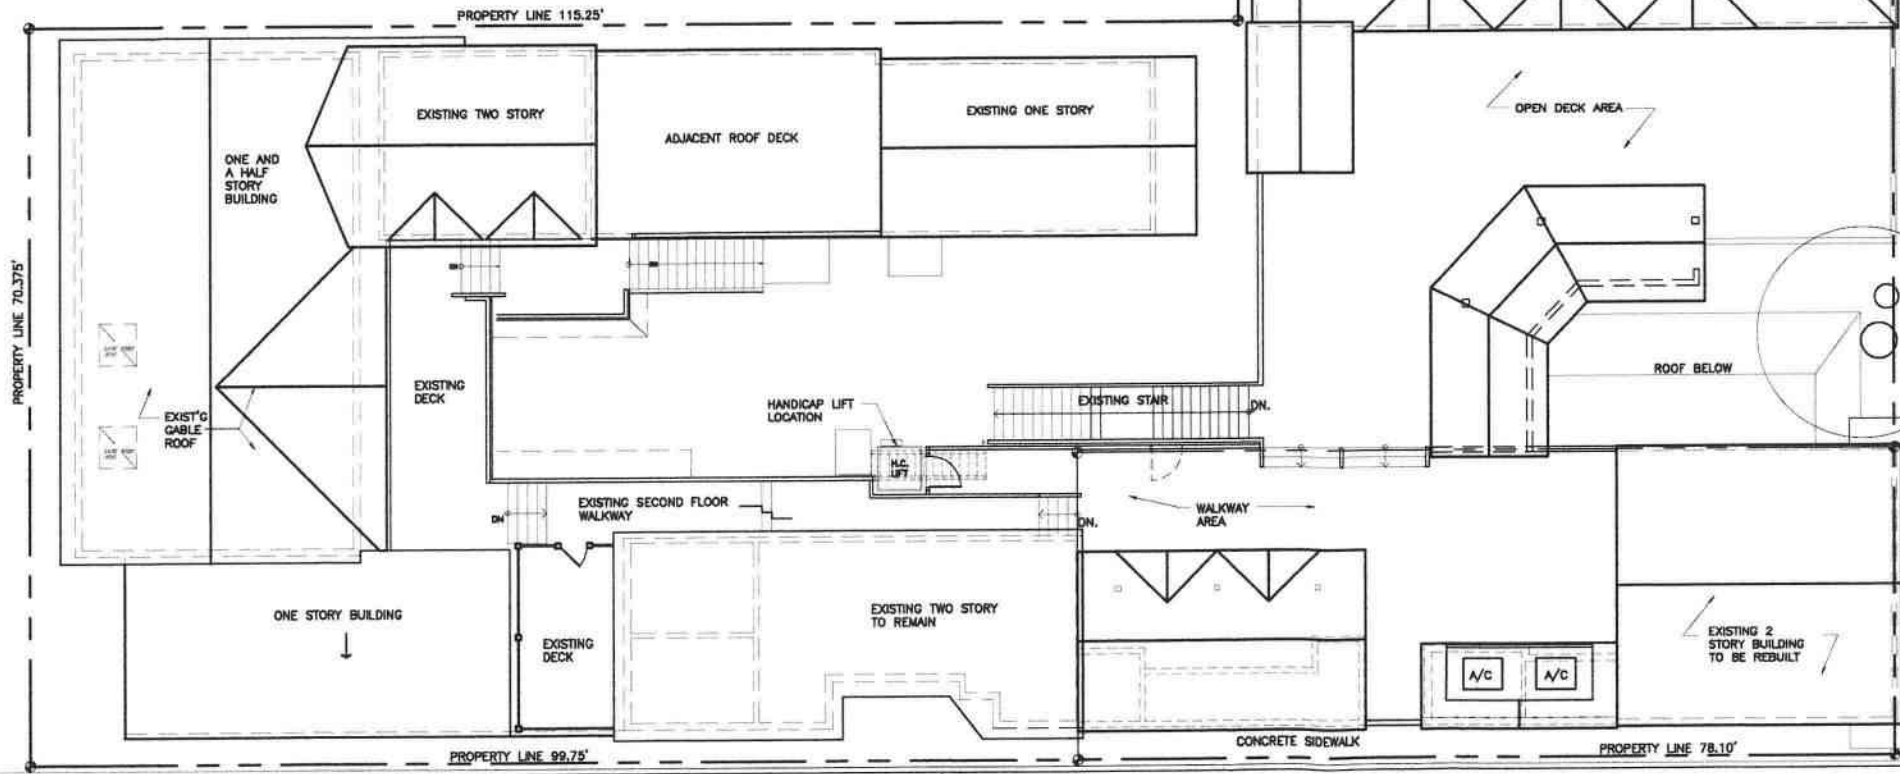 PROPERTY LINE 115.25'
EXISTING TWO STORY
ADJACENT ROOF DECK
EXISTING ONE STORY
OPEN DECK AREA
ONE AND
A HALF
STORY
BUILDING
PROPERTY LINE 70.375'
EXISTING
DECK
EXIST'G
GABLE
ROOF
HANDICAP LIFT
LOCATION
EXISTING STAIR
DN.
ROOF BELOW
H.C.
LIFT
DN
EXISTING SECOND FLOOR
WALKWAY
DN.
WALKWAY
AREA
ONE STORY BUILDING
EXISTING
DECK
EXISTING TWO STORY
TO REMAIN
EXISTING 2
STORY BUILDING
TO BE REBUILT
A/C
A/C
CONCRETE SIDEWALK
PROPERTY LINE 99.75'
PROPERTY LINE 78.10'